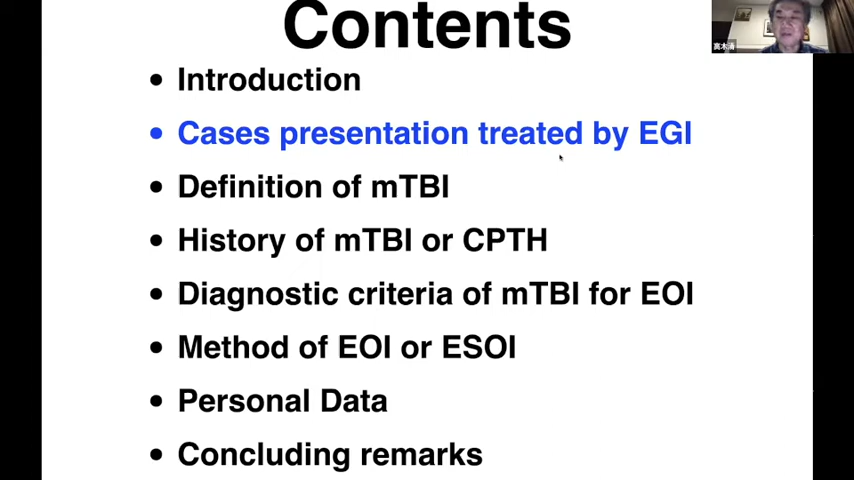 Contents
• Introduction
• Cases presentation treated by EGI
• Definition of mTBI
• History of mTBI or CPTH
• Diagnostic criteria of mTBI for EOI
• Method of EOI or ESOI
• Personal Data
• Concluding remarks